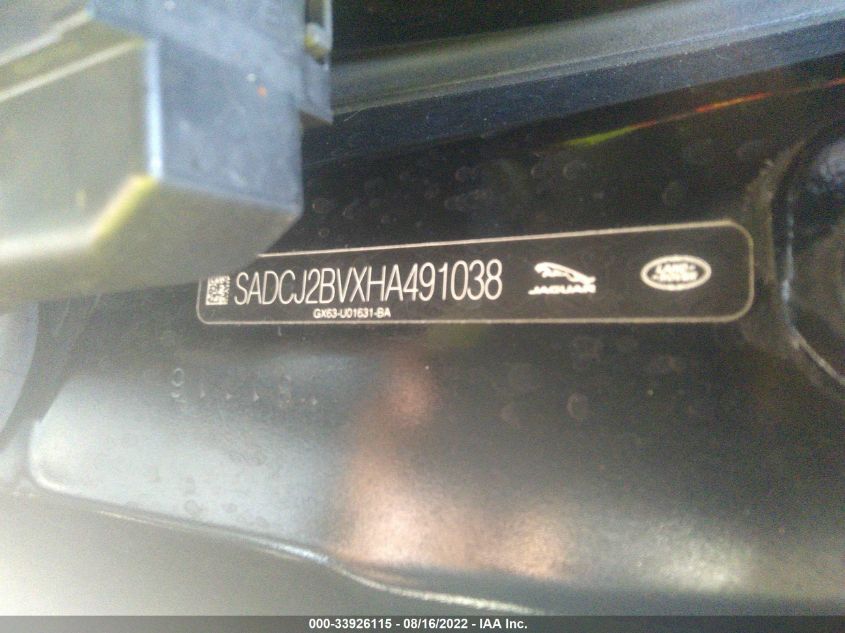 SADCJ2BVXHA491038
GX63-U01631-BA
JAGUAR
LAND-
ROVER
000-33926115 - 08/16/2022 - IAA Inc.